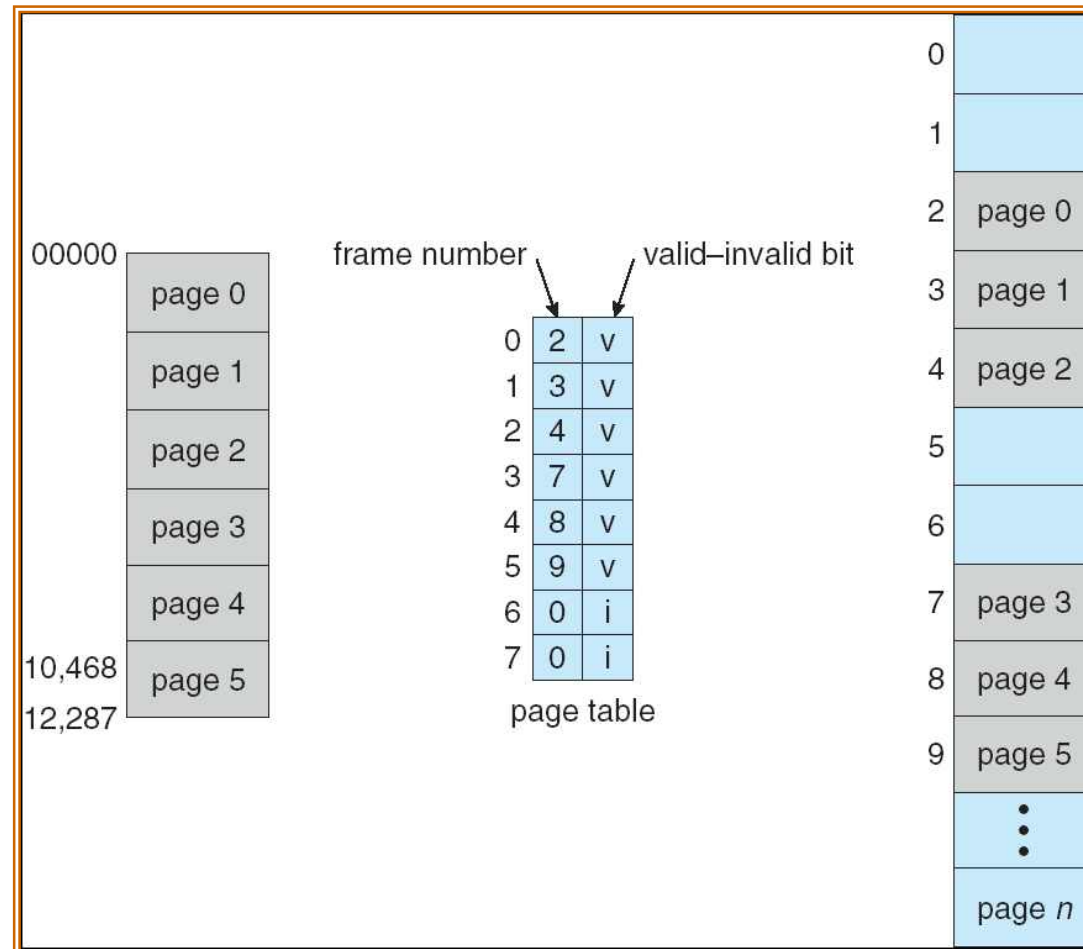 00000
page 0
page 1
page 2
page 3
page 4
10,468
page 5
12,287
frame number
valid–invalid bit
0 2 v
1 3 v
2 4 v
3 7 v
4 8 v
5 9 v
6 0 i
7 0 i
page table
0
1
2 page 0
3 page 1
4 page 2
5
6
7 page 3
8 page 4
9 page 5
page n